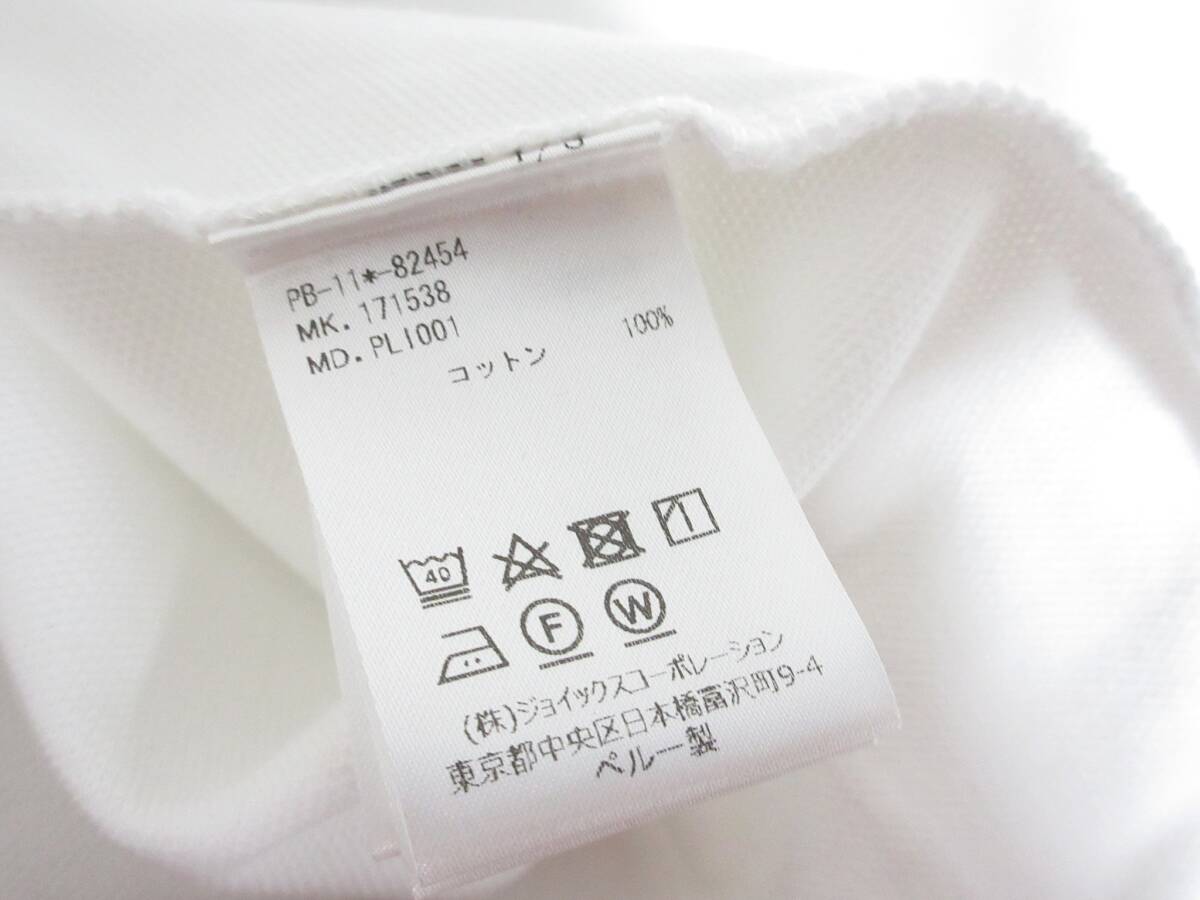 PB-11*-82454
MK. 171538
MD. PLI001
コットン 100%
40
F W
(株)ジョイックスコーポレーション
東京都中央区日本橋富沢町9-4
ペルー製